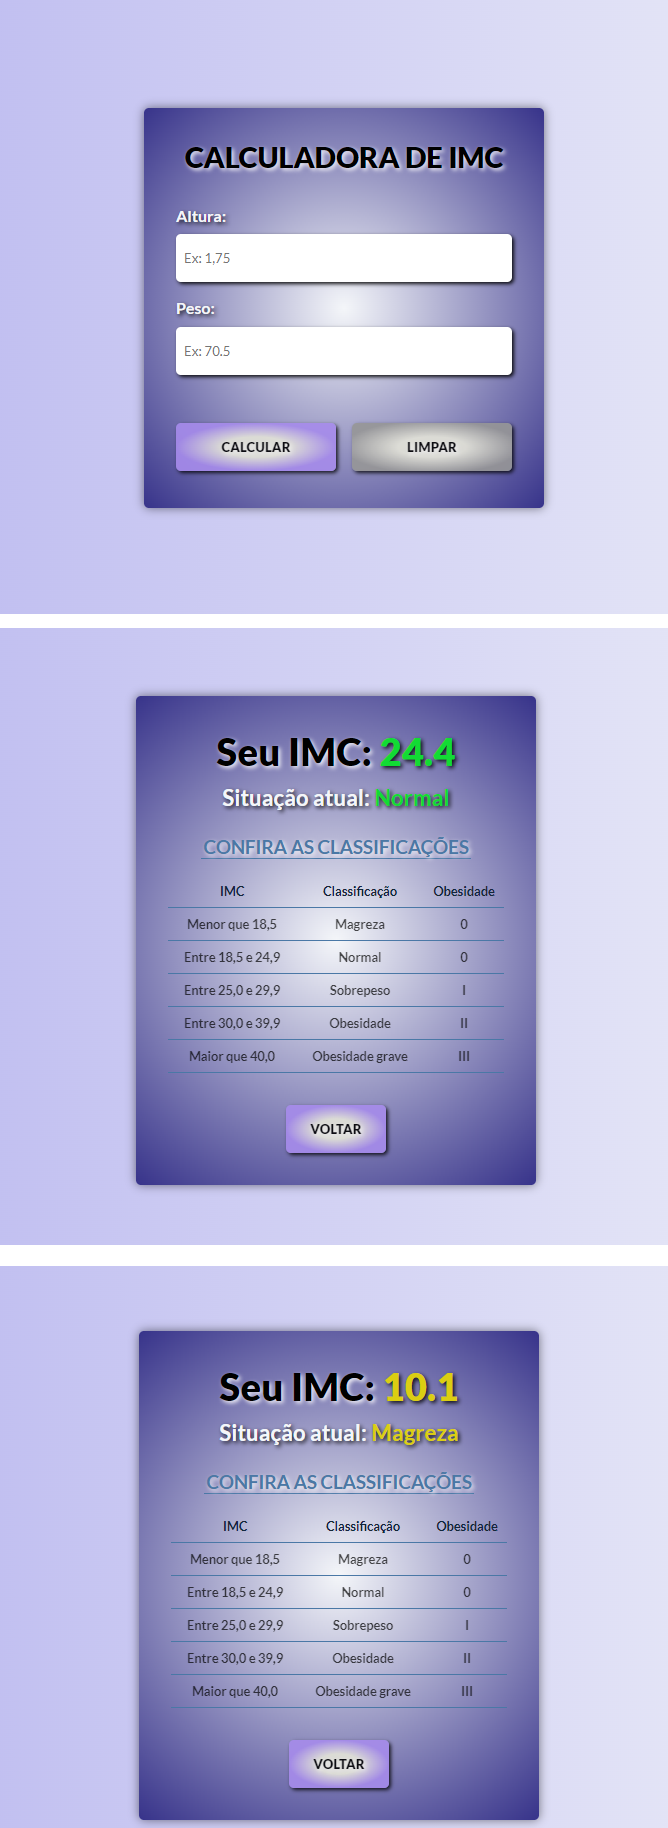 CALCULADORA DE IMC
Altura:
Ex: 1,75
Peso:
Ex: 70.5
CALCULAR LIMPAR
Seu IMC: 24.4
Situação atual: Normal
CONFIRA AS CLASSIFICAÇÕES
IMC Classificação Obesidade
Menor que 18,5 Magreza 0
Entre 18,5 e 24,9 Normal 0
Entre 25,0 e 29,9 Sobrepeso I
Entre 30,0 e 39,9 Obesidade II
Maior que 40,0 Obesidade grave III
VOLTAR
Seu IMC: 10.1
Situação atual: Magreza
CONFIRA AS CLASSIFICAÇÕES
IMC Classificação Obesidade
Menor que 18,5 Magreza 0
Entre 18,5 e 24,9 Normal 0
Entre 25,0 e 29,9 Sobrepeso I
Entre 30,0 e 39,9 Obesidade II
Maior que 40,0 Obesidade grave III
VOLTAR